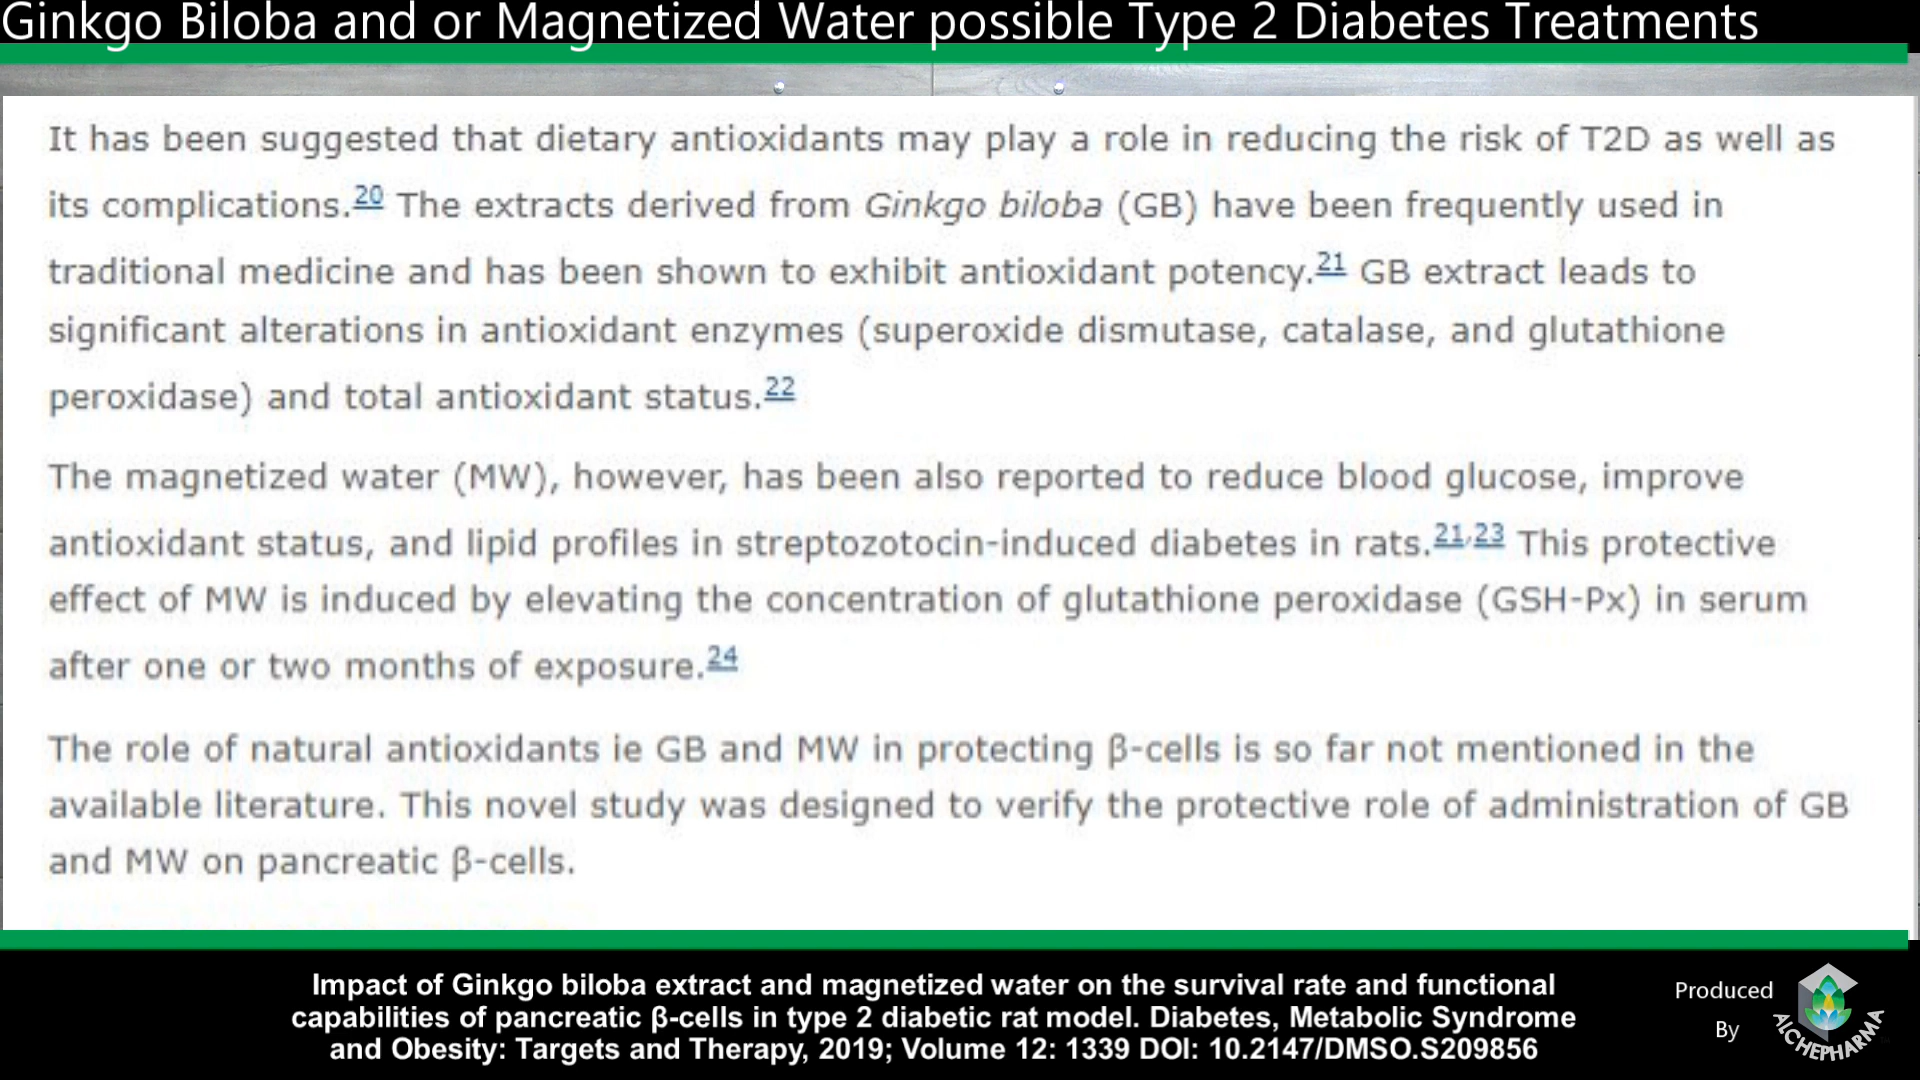 Ginkgo Biloba and or Magnetized Water possible Type 2 Diabetes Treatments
It has been suggested that dietary antioxidants may play a role in reducing the risk of T2D as well as
its complications.20 The extracts derived from Ginkgo biloba (GB) have been frequently used in
traditional medicine and has been shown to exhibit antioxidant potency.21 GB extract leads to
significant alterations in antioxidant enzymes (superoxide dismutase, catalase, and glutathione
peroxidase) and total antioxidant status.22
The magnetized water (MW), however, has been also reported to reduce blood glucose, improve
antioxidant status, and lipid profiles in streptozotocin-induced diabetes in rats.21,23 This protective
effect of MW is induced by elevating the concentration of glutathione peroxidase (GSH-Px) in serum
after one or two months of exposure.24
The role of natural antioxidants ie GB and MW in protecting β-cells is so far not mentioned in the
available literature. This novel study was designed to verify the protective role of administration of GB
and MW on pancreatic β-cells.
Impact of Ginkgo biloba extract and magnetized water on the survival rate and functional
capabilities of pancreatic β-cells in type 2 diabetic rat model. Diabetes, Metabolic Syndrome
and Obesity: Targets and Therapy, 2019; Volume 12: 1339 DOI: 10.2147/DMSO.S209856
Produced
By
ALCHEPHARMA